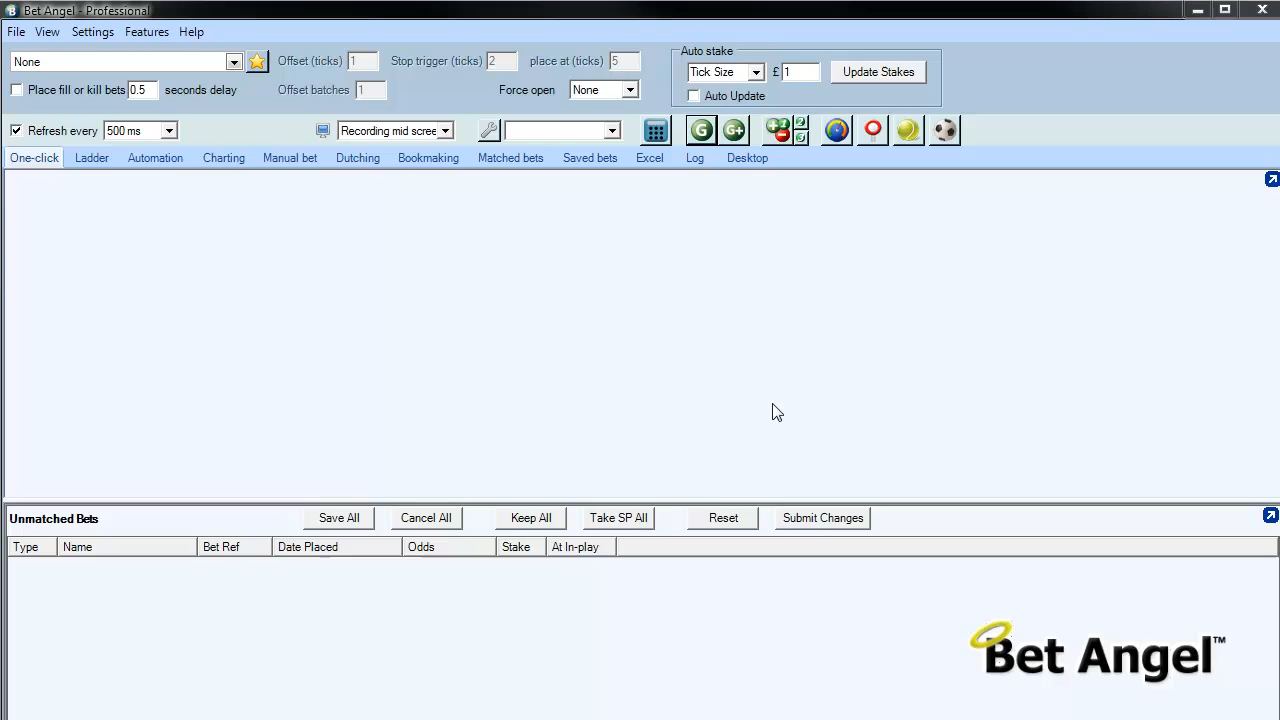 Bet Angel - Professional
File View Settings Features Help
None Offset (ticks) 1 Stop trigger (ticks) 2 place at (ticks) 5
Auto stake
Tick Size £ 1 Update Stakes
Place fill or kill bets 0.5 seconds delay Offset batches 1 Force open None
Auto Update
Refresh every 500 ms Recording mid scree G G+
One-click Ladder Automation Charting Manual bet Dutching Bookmaking Matched bets Saved bets Excel Log Desktop
Unmatched Bets Save All Cancel All Keep All Take SP All Reset Submit Changes
Type Name Bet Ref Date Placed Odds Stake At In-play
Bet Angel™